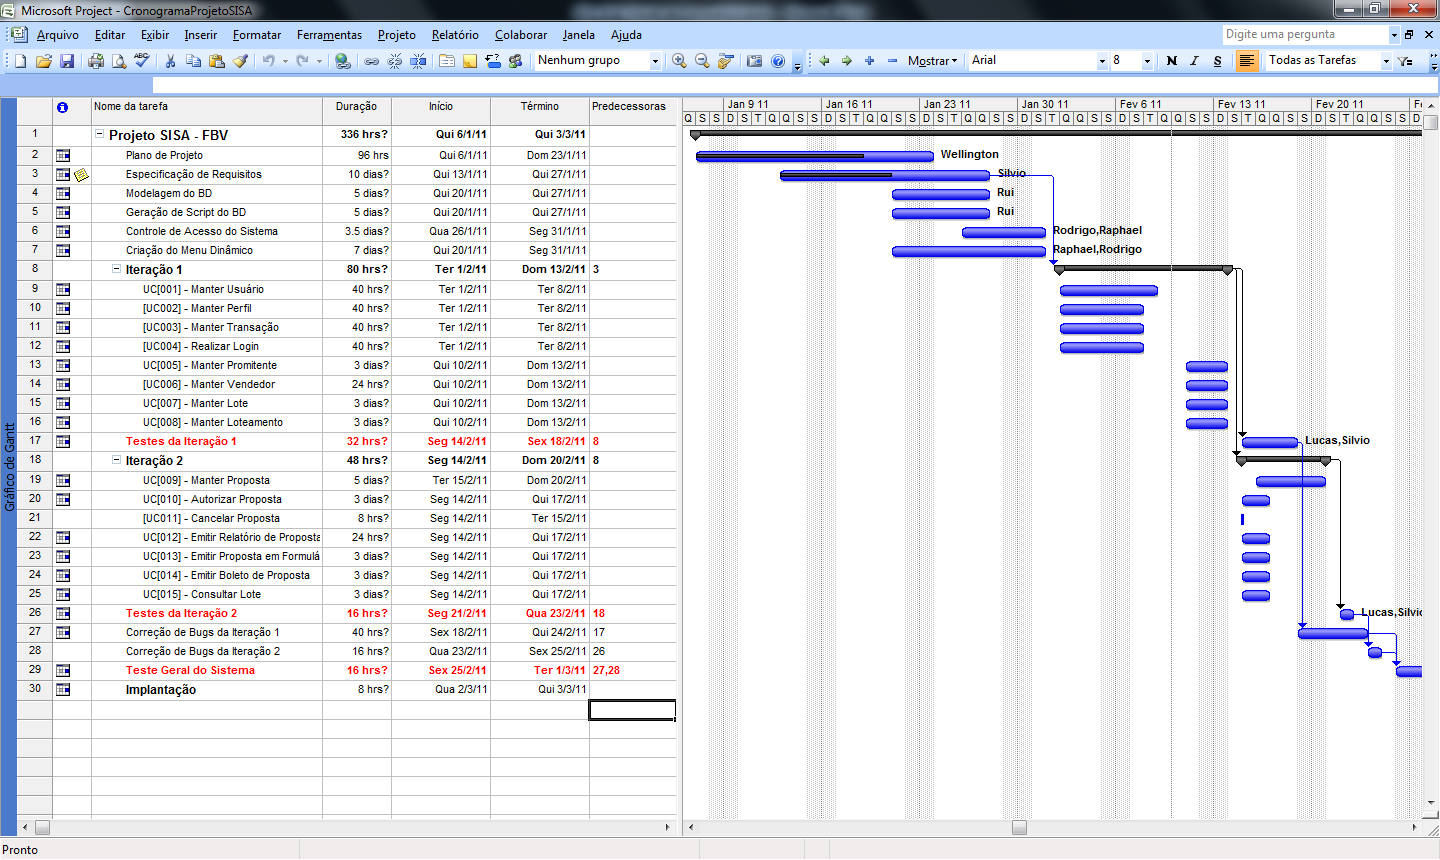 Microsoft Project - CronogramaProjetoSISA
Arquivo Editar Exibir Inserir Formatar Ferramentas Projeto Relatório Colaborar Janela Ajuda Digite uma pergunta
Nenhum grupo Mostrar Arial 8 N I S Todas as Tarefas
Nome da tarefa Duração Início Término Predecessoras
Jan 9 11 Jan 16 11 Jan 23 11 Jan 30 11 Fev 6 11 Fev 13 11 Fev 20 11
Q S S D S T Q Q S S D S T Q Q S S D S T Q Q S S D S T Q Q S S D S T Q Q S S D S T Q Q S S D S T Q Q S S D
1 Projeto SISA - FBV 336 hrs? Qui 6/1/11 Qui 3/3/11
2 Plano de Projeto 96 hrs Qui 6/1/11 Dom 23/1/11 Wellington
3 Especificação de Requisitos 10 dias? Qui 13/1/11 Qui 27/1/11 Silvio
4 Modelagem do BD 5 dias? Qui 20/1/11 Qui 27/1/11 Rui
5 Geração de Script do BD 5 dias? Qui 20/1/11 Qui 27/1/11 Rui
6 Controle de Acesso do Sistema 3.5 dias? Qua 26/1/11 Seg 31/1/11 Rodrigo,Raphael
7 Criação do Menu Dinâmico 7 dias? Qui 20/1/11 Seg 31/1/11 Raphael,Rodrigo
8 Iteração 1 80 hrs? Ter 1/2/11 Dom 13/2/11 3
9 UC[001] - Manter Usuário 40 hrs? Ter 1/2/11 Ter 8/2/11
10 [UC002] - Manter Perfil 40 hrs? Ter 1/2/11 Ter 8/2/11
11 [UC003] - Manter Transação 40 hrs? Ter 1/2/11 Ter 8/2/11
12 [UC004] - Realizar Login 40 hrs? Ter 1/2/11 Ter 8/2/11
13 UC[005] - Manter Promitente 3 dias? Qui 10/2/11 Dom 13/2/11
14 [UC006] - Manter Vendedor 24 hrs? Qui 10/2/11 Dom 13/2/11
15 UC[007] - Manter Lote 3 dias? Qui 10/2/11 Dom 13/2/11
16 UC[008] - Manter Loteamento 3 dias? Qui 10/2/11 Dom 13/2/11
17 Testes da Iteração 1 32 hrs? Seg 14/2/11 Sex 18/2/11 8 Lucas,Silvio
18 Iteração 2 48 hrs? Seg 14/2/11 Dom 20/2/11 8
19 UC[009] - Manter Proposta 5 dias? Ter 15/2/11 Dom 20/2/11
20 UC[010] - Autorizar Proposta 3 dias? Seg 14/2/11 Qui 17/2/11
21 [UC011] - Cancelar Proposta 8 hrs? Seg 14/2/11 Ter 15/2/11
22 UC[012] - Emitir Relatório de Proposta 24 hrs? Seg 14/2/11 Qui 17/2/11
23 UC[013] - Emitir Proposta em Formulá 3 dias? Seg 14/2/11 Qui 17/2/11
24 UC[014] - Emitir Boleto de Proposta 3 dias? Seg 14/2/11 Qui 17/2/11
25 UC[015] - Consultar Lote 3 dias? Seg 14/2/11 Qui 17/2/11
26 Testes da Iteração 2 16 hrs? Seg 21/2/11 Qua 23/2/11 18 Lucas,Silvio
27 Correção de Bugs da Iteração 1 40 hrs? Sex 18/2/11 Qui 24/2/11 17
28 Correção de Bugs da Iteração 2 16 hrs? Qua 23/2/11 Sex 25/2/11 26
29 Teste Geral do Sistema 16 hrs? Sex 25/2/11 Ter 1/3/11 27,28
30 Implantação 8 hrs? Qua 2/3/11 Qui 3/3/11
Gráfico de Gantt
Pronto